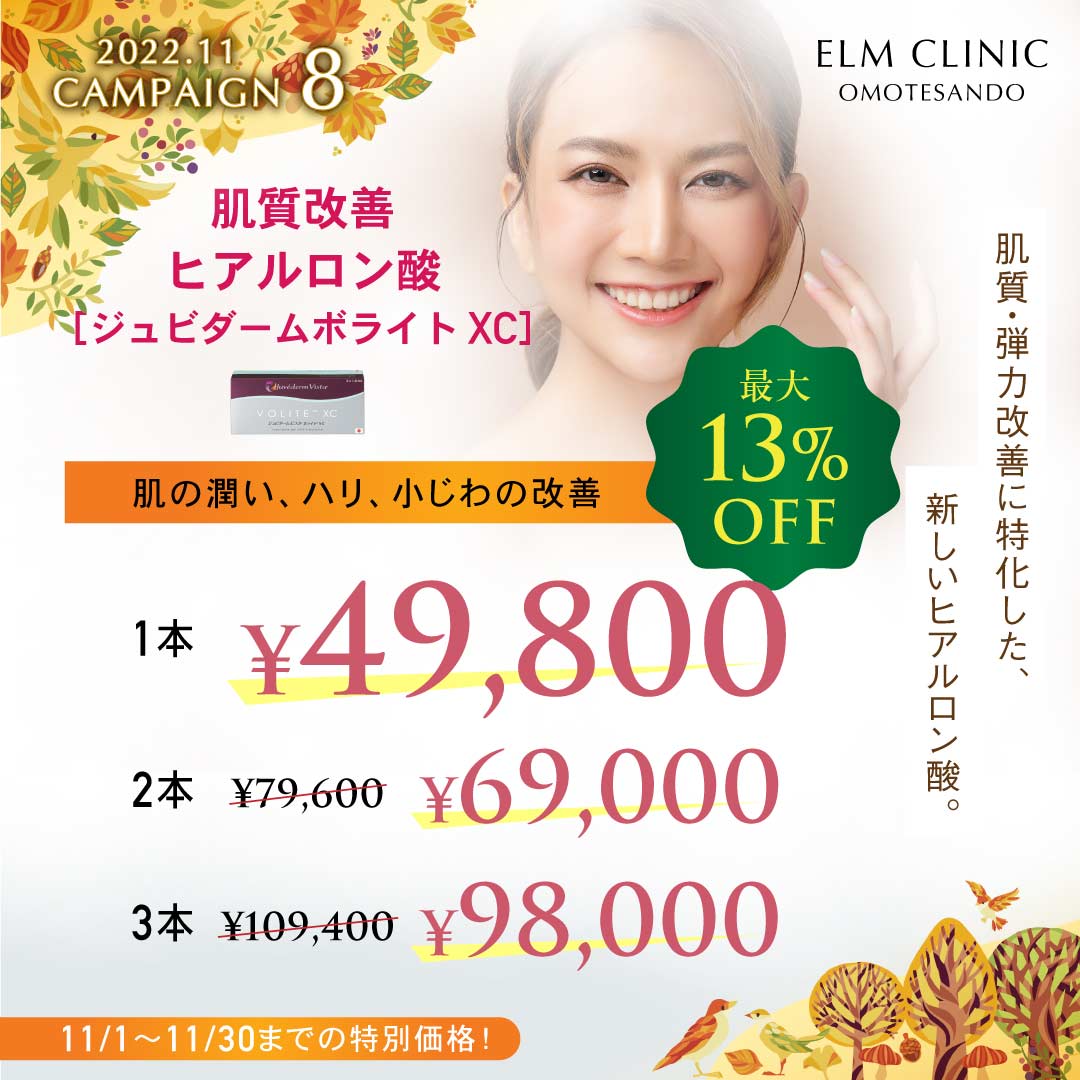 2022.11
CAMPAIGN 8
ELM CLINIC
OMOTESANDO
肌質改善
ヒアルロン酸
[ジュビダームボライト XC]
Juvéderm Vista
VOLITE™ XC
肌質・弾力改善に特化した、
新しいヒアルロン酸。
最大
13%
OFF
肌の潤い、ハリ、小じわの改善
1本 ¥49,800
2本 ¥79,600 ¥69,000
3本 ¥109,400 ¥98,000
11/1～11/30までの特別価格！